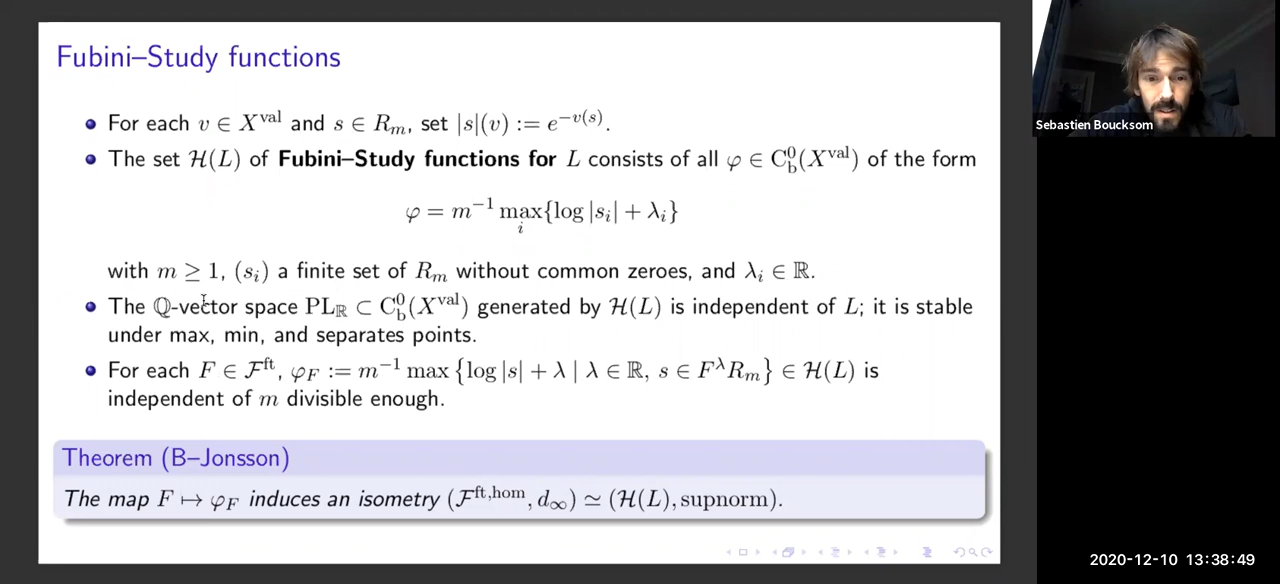 Fubini–Study functions
For each v ∈ X^val and s ∈ R_m, set |s|(v) := e^{−v(s)}.
The set ℋ(L) of Fubini–Study functions for L consists of all φ ∈ C_b^0(X^val) of the form
φ = m^{−1} max_i{log |s_i| + λ_i}
with m ≥ 1, (s_i) a finite set of R_m without common zeroes, and λ_i ∈ ℝ.
The ℚ-vector space PL_ℝ ⊂ C_b^0(X^val) generated by ℋ(L) is independent of L; it is stable
under max, min, and separates points.
For each F ∈ ℱ^ft, φ_F := m^{−1} max {log |s| + λ | λ ∈ ℝ, s ∈ F^λ R_m} ∈ ℋ(L) is
independent of m divisible enough.
Theorem (B–Jonsson)
The map F ↦ φ_F induces an isometry (ℱ^{ft,hom}, d_∞) ≃ (ℋ(L), supnorm).
Sebastien Boucksom
2020-12-10 13:38:49